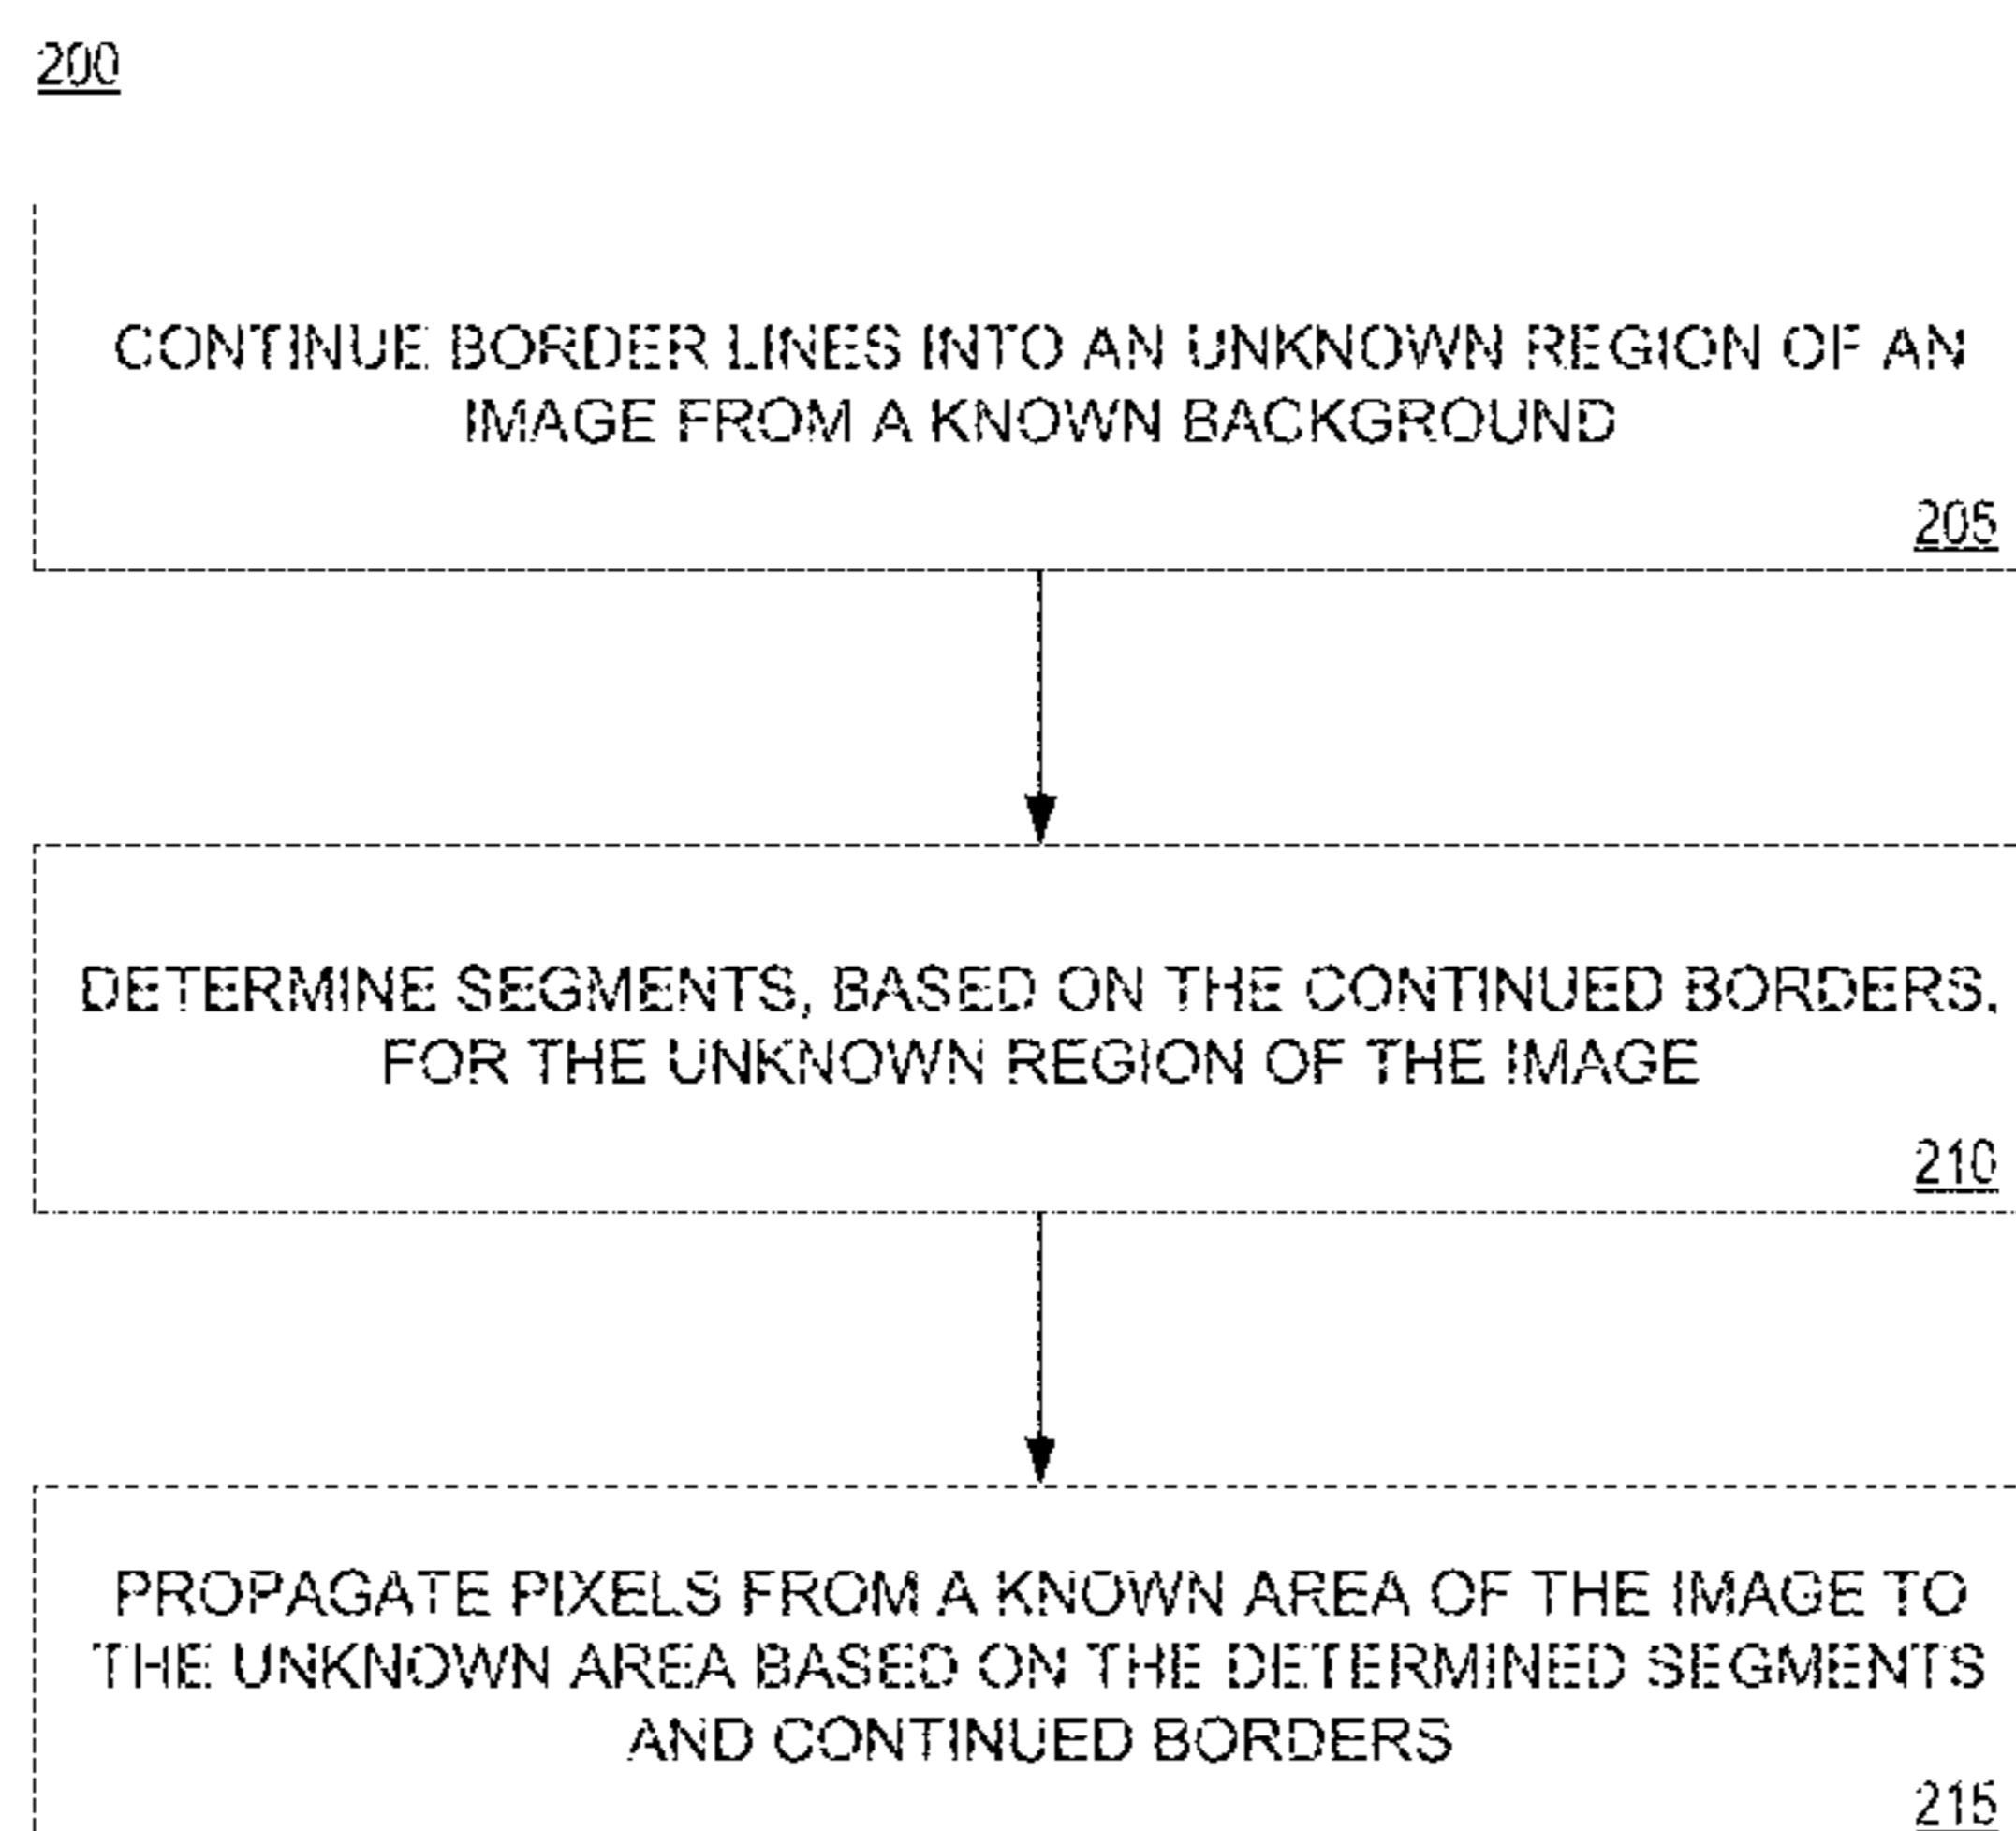 200
CONTINUE BORDER LINES INTO AN UNKNOWN REGION OF AN
IMAGE FROM A KNOWN BACKGROUND
205
DETERMINE SEGMENTS, BASED ON THE CONTINUED BORDERS,
FOR THE UNKNOWN REGION OF THE IMAGE
210
PROPAGATE PIXELS FROM A KNOWN AREA OF THE IMAGE TO
THE UNKNOWN AREA BASED ON THE DETERMINED SEGMENTS
AND CONTINUED BORDERS
215